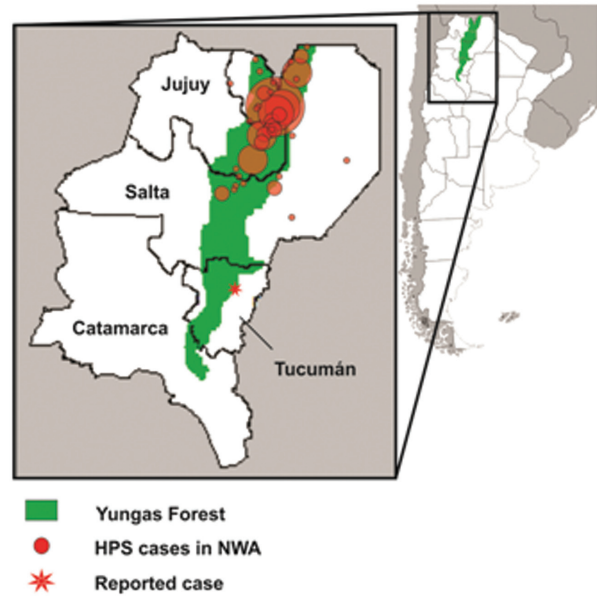 Jujuy
Salta
Catamarca
Tucumán
Yungas Forest
HPS cases in NWA
Reported case